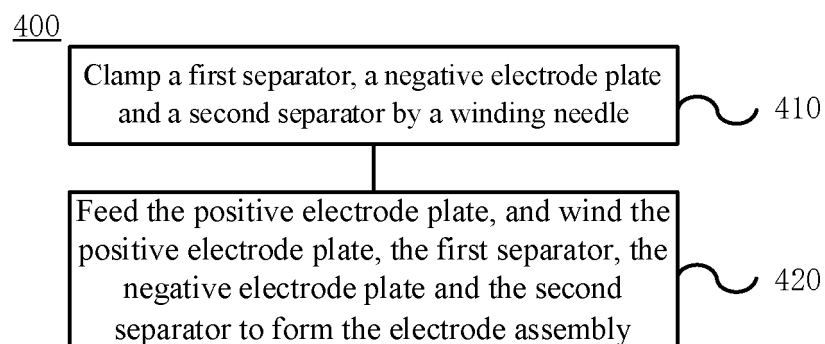 400
Clamp a first separator, a negative electrode plate
and a second separator by a winding needle
410
Feed the positive electrode plate, and wind the
positive electrode plate, the first separator, the
negative electrode plate and the second
separator to form the electrode assembly
420